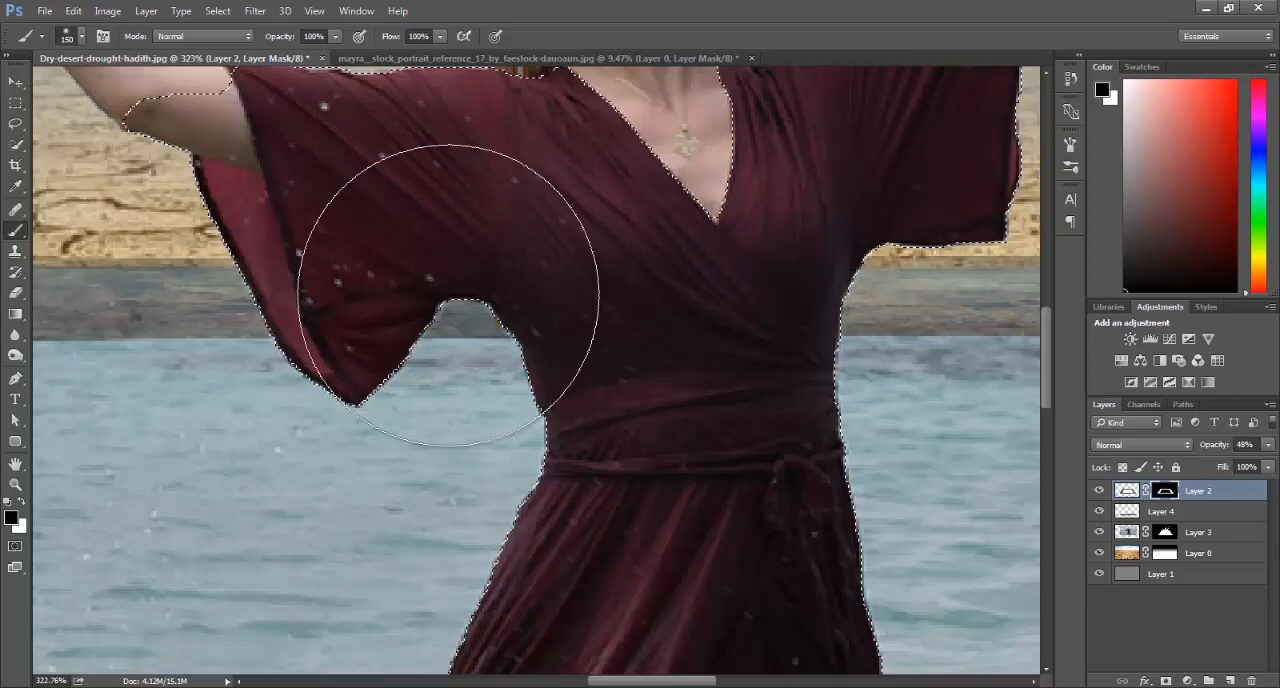 Ps File Edit Image Layer Type Select Filter 3D View Window Help
150 Mode: Normal Opacity: 100% Flow: 100% Essentials
Dry-desert-drought-hadith.jpg @ 323% (Layer 2, Layer Mask/8) * × mayra__stock_portrait_reference_17_by_faestock-dauoaun.jpg @ 9.47% (Layer 0, Layer Mask/8) * ×
Color Swatches
Libraries Adjustments Styles
Add an adjustment
Layers Channels Paths
Kind
Normal Opacity: 48%
Lock: Fill: 100%
Layer 2
Layer 4
Layer 3
Layer 0
Layer 1
322.76% Doc: 4.12M/15.1M